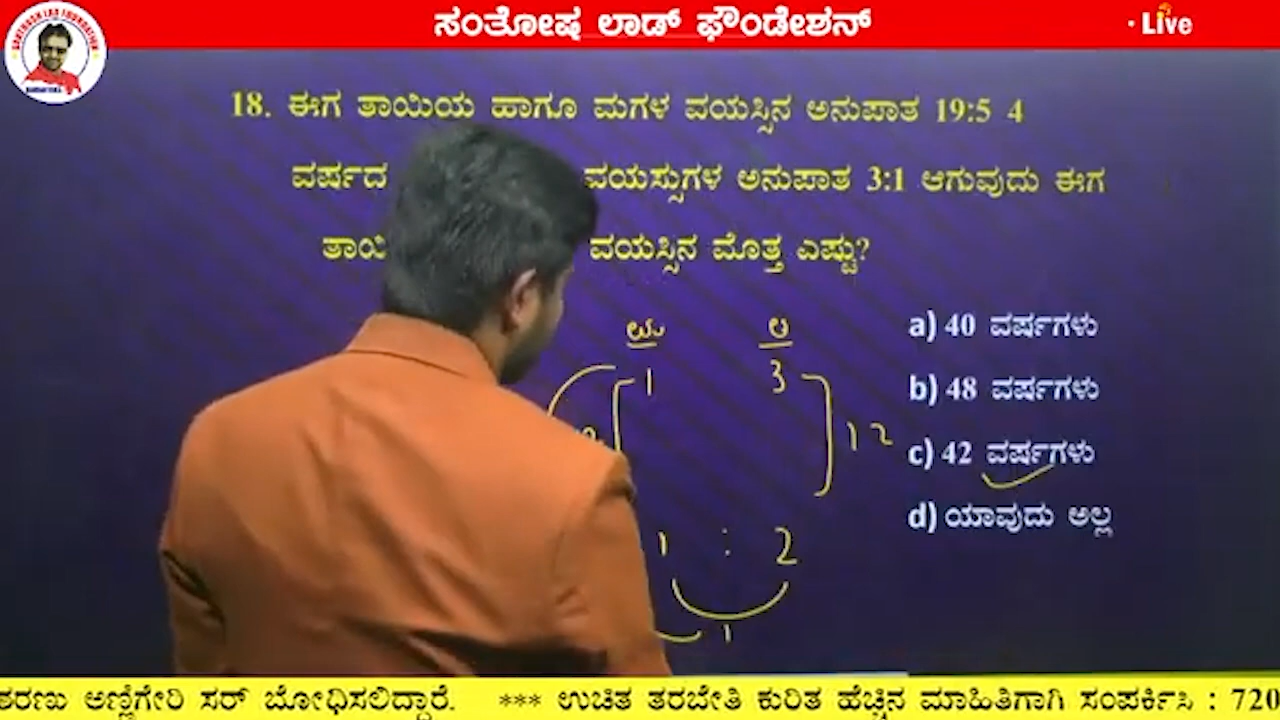 ಸಂತೋಷ ಲಾಡ್ ಫೌಂಡೇಶನ್
· Live
18. ಈಗ ತಾಯಿಯ ಹಾಗೂ ಮಗಳ ವಯಸ್ಸಿನ ಅನುಪಾತ 19:5 4
ವರ್ಷದ ವಯಸ್ಸುಗಳ ಅನುಪಾತ 3:1 ಆಗುವುದು ಈಗ
ವಯಸ್ಸಿನ ಮೊತ್ತ ಎಷ್ಟು?
1 3
12
1 : 2
1
a) 40 ವರ್ಷಗಳು
b) 48 ವರ್ಷಗಳು
c) 42 ವರ್ಷಗಳು
d) ಯಾವುದು ಅಲ್ಲ
ಶರಣು ಅಣ್ಣಿಗೇರಿ ಸರ್ ಬೋಧಿಸಲಿದ್ದಾರೆ. *** ಉಚಿತ ತರಬೇತಿ ಕುರಿತ ಹೆಚ್ಚಿನ ಮಾಹಿತಿಗಾಗಿ ಸಂಪರ್ಕಿಸಿ : 720